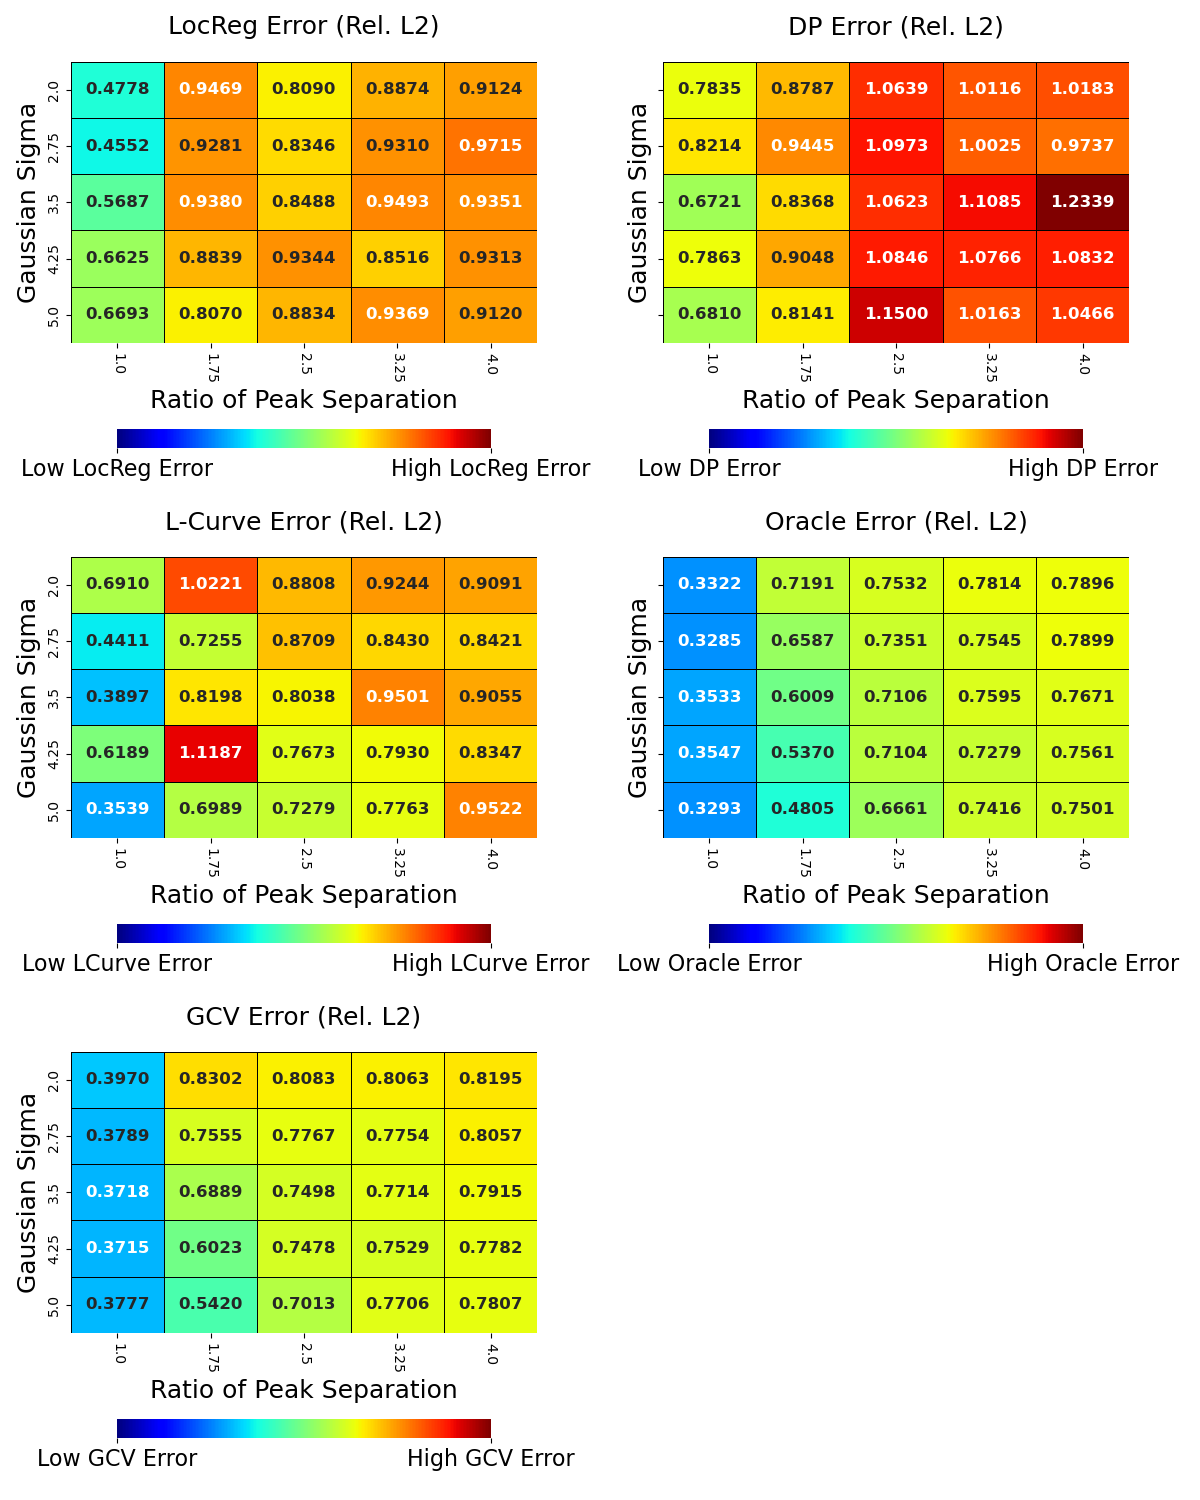 LocReg Error (Rel. L2)
Gaussian Sigma
2.0 0.4778 0.9469 0.8090 0.8874 0.9124
2.75 0.4552 0.9281 0.8346 0.9310 0.9715
3.5 0.5687 0.9380 0.8488 0.9493 0.9351
4.25 0.6625 0.8839 0.9344 0.8516 0.9313
5.0 0.6693 0.8070 0.8834 0.9369 0.9120
1.0 1.75 2.5 3.25 4.0
Ratio of Peak Separation
Low LocReg Error High LocReg Error
DP Error (Rel. L2)
Gaussian Sigma
0.7835 0.8787 1.0639 1.0116 1.0183
0.8214 0.9445 1.0973 1.0025 0.9737
0.6721 0.8368 1.0623 1.1085 1.2339
0.7863 0.9048 1.0846 1.0766 1.0832
0.6810 0.8141 1.1500 1.0163 1.0466
1.0 1.75 2.5 3.25 4.0
Ratio of Peak Separation
Low DP Error High DP Error
L-Curve Error (Rel. L2)
Gaussian Sigma
2.0 0.6910 1.0221 0.8808 0.9244 0.9091
2.75 0.4411 0.7255 0.8709 0.8430 0.8421
3.5 0.3897 0.8198 0.8038 0.9501 0.9055
4.25 0.6189 1.1187 0.7673 0.7930 0.8347
5.0 0.3539 0.6989 0.7279 0.7763 0.9522
1.0 1.75 2.5 3.25 4.0
Ratio of Peak Separation
Low LCurve Error High LCurve Error
Oracle Error (Rel. L2)
Gaussian Sigma
0.3322 0.7191 0.7532 0.7814 0.7896
0.3285 0.6587 0.7351 0.7545 0.7899
0.3533 0.6009 0.7106 0.7595 0.7671
0.3547 0.5370 0.7104 0.7279 0.7561
0.3293 0.4805 0.6661 0.7416 0.7501
1.0 1.75 2.5 3.25 4.0
Ratio of Peak Separation
Low Oracle Error High Oracle Error
GCV Error (Rel. L2)
Gaussian Sigma
2.0 0.3970 0.8302 0.8083 0.8063 0.8195
2.75 0.3789 0.7555 0.7767 0.7754 0.8057
3.5 0.3718 0.6889 0.7498 0.7714 0.7915
4.25 0.3715 0.6023 0.7478 0.7529 0.7782
5.0 0.3777 0.5420 0.7013 0.7706 0.7807
1.0 1.75 2.5 3.25 4.0
Ratio of Peak Separation
Low GCV Error High GCV Error